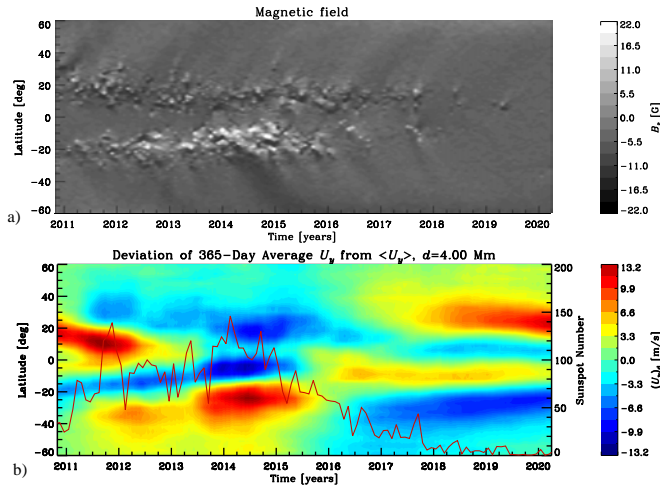 Magnetic field
60
40
20
0
-20
-40
-60
Latitude [deg]
2011 2012 2013 2014 2015 2016 2017 2018 2019 2020
Time [years]
22.0
16.5
11.0
5.5
0.0
-5.5
-11.0
-16.5
-22.0
[G]
a)
Deviation of 365-Day Average Uy from <Uy>, d=4.00 Mm
60
40
20
0
-20
-40
-60
Latitude [deg]
2011 2012 2013 2014 2015 2016 2017 2018 2019 2020
Time [years]
200
150
100
50
0
Sunspot Number
13.2
9.9
6.6
3.3
0.0
-3.3
-6.6
-9.9
-13.2
[m/s]
b)